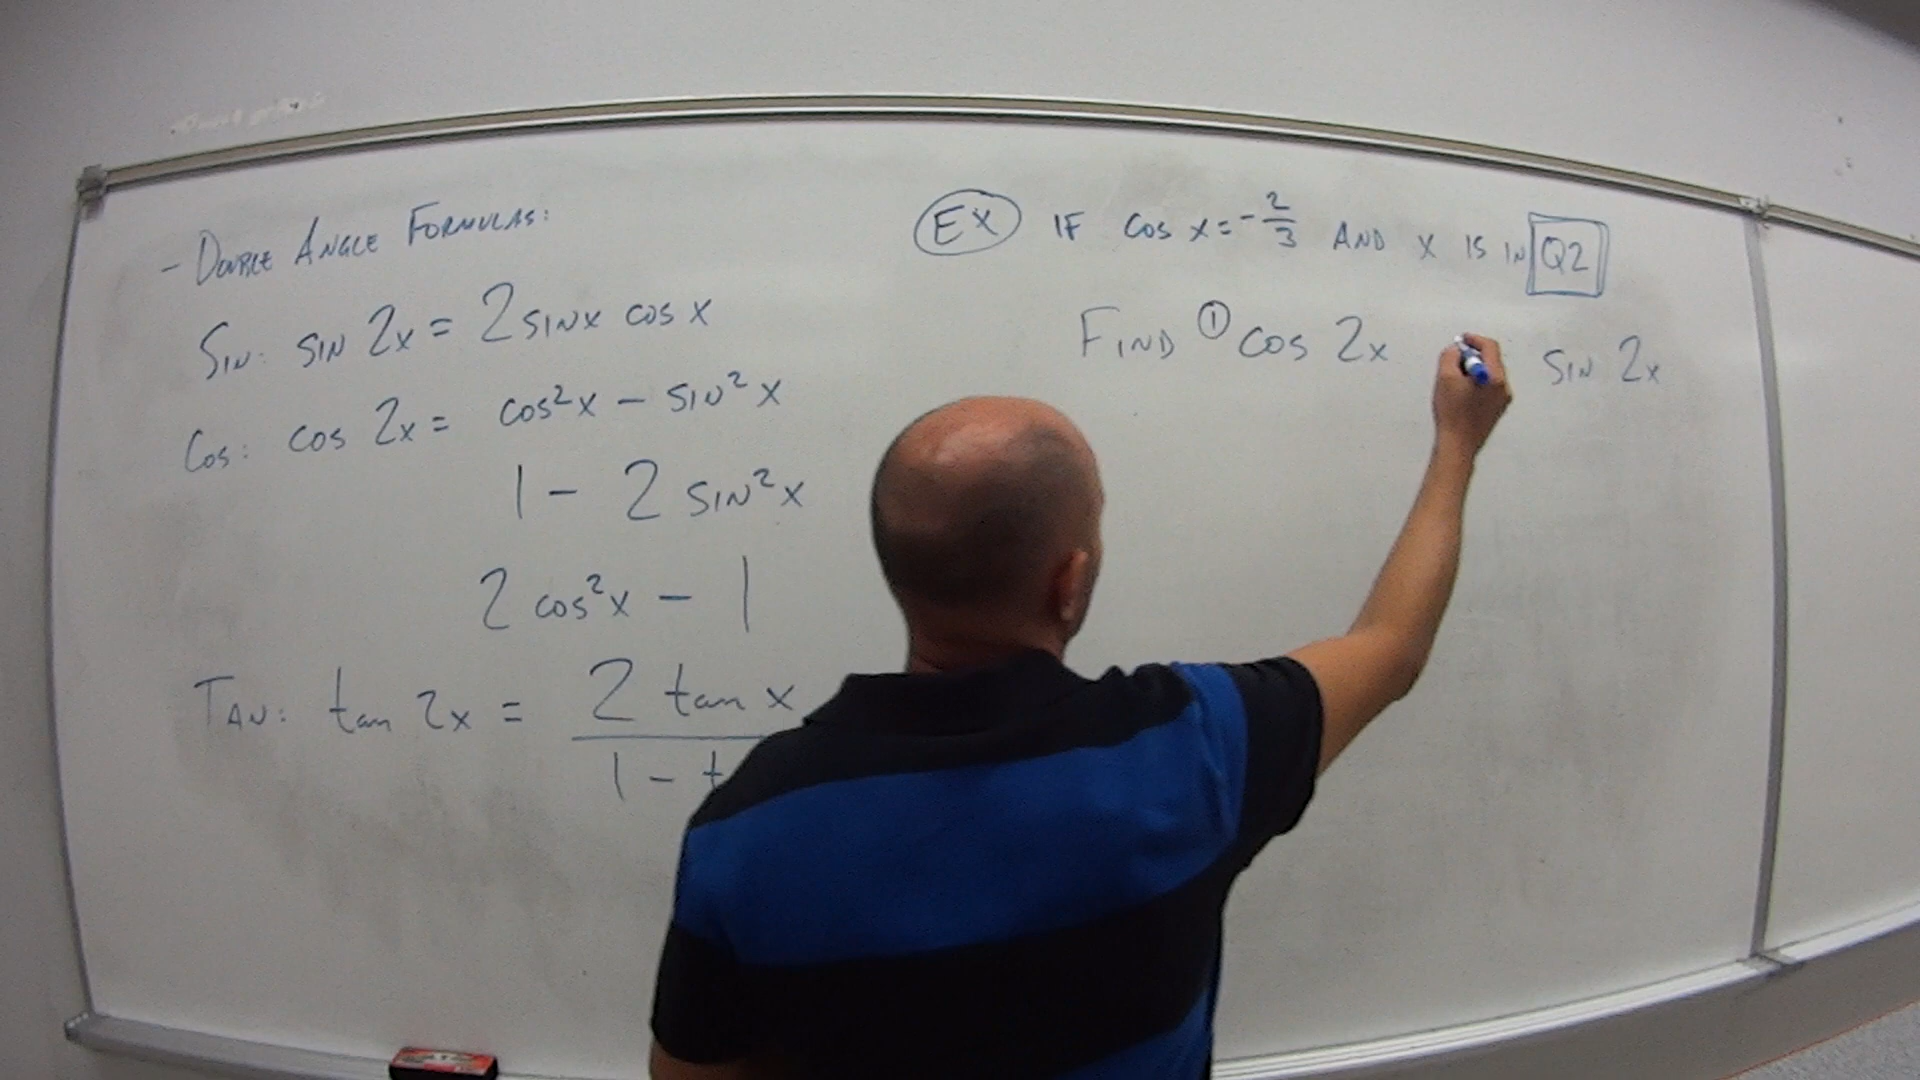 - DOUBLE ANGLE FORMULAS:
SIN: SIN 2x = 2 SINx COS x
COS: COS 2x = COS²x - SIN²x
1 - 2 SIN²x
2 COS²x - 1
TAN: tan 2x = 2 tan x
1 - t
EX IF COS x = -2/3 AND x IS IN Q2
FIND ① COS 2x SIN 2x